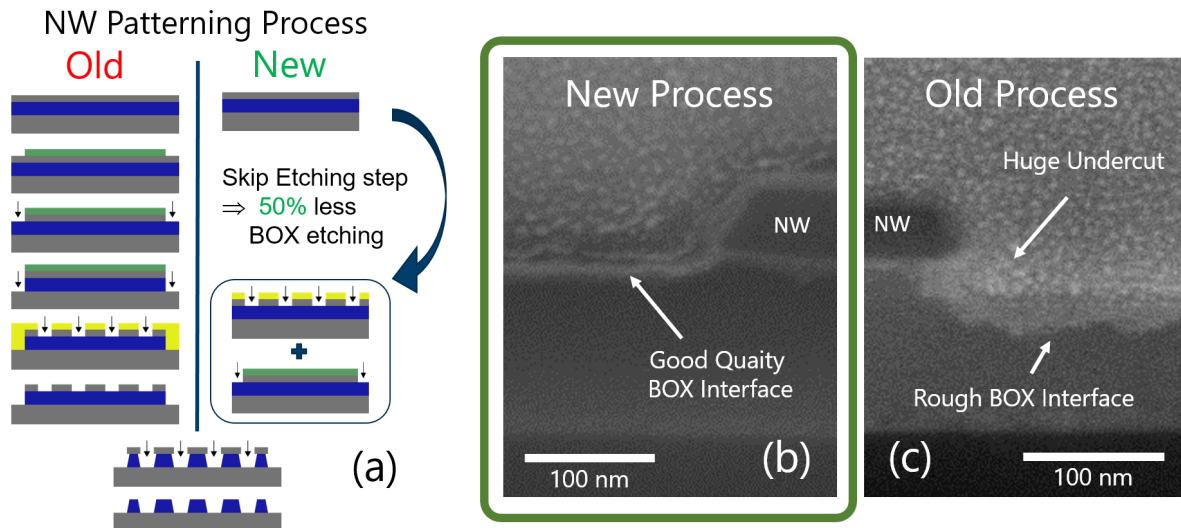 NW Patterning Process
Old
New
Skip Etching step
⇒ 50% less
BOX etching
(a)
New Process
NW
Good Quaity
BOX Interface
100 nm
(b)
Old Process
Huge Undercut
NW
Rough BOX Interface
(c)
100 nm